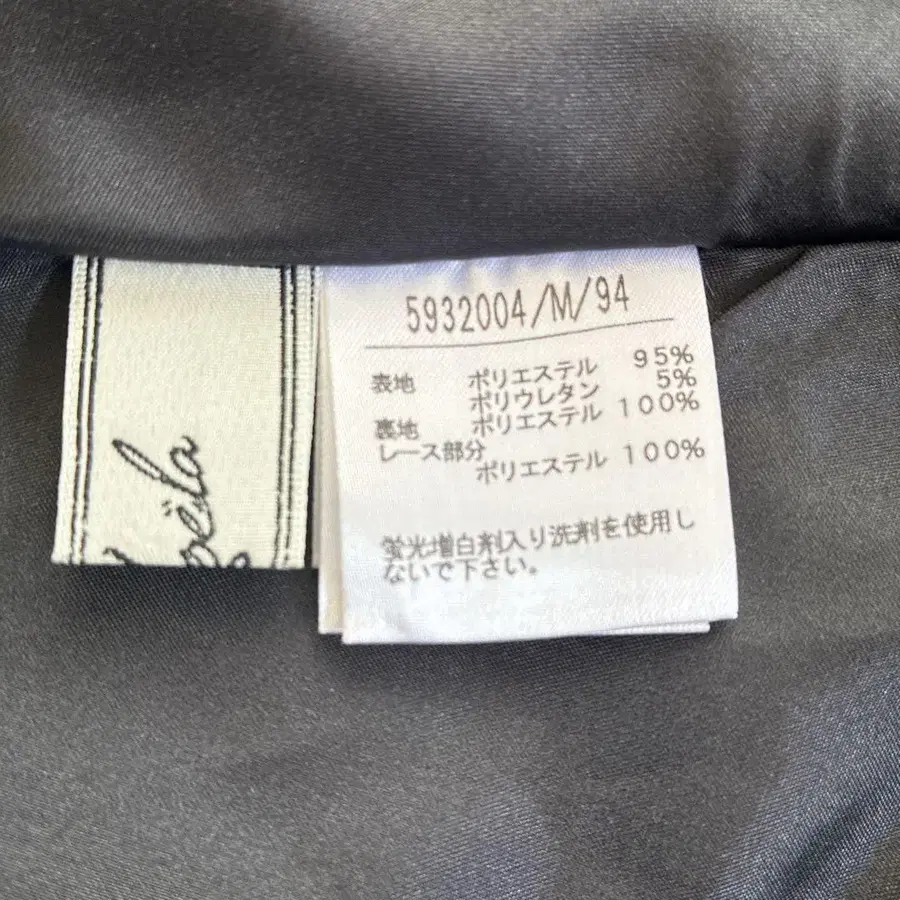 5932004/M/94
表地 ポリエステル 95%
ポリウレタン 5%
裏地 ポリエステル 100%
レース部分
ポリエステル 100%
蛍光増白剤入り洗剤を使用し
ないで下さい。